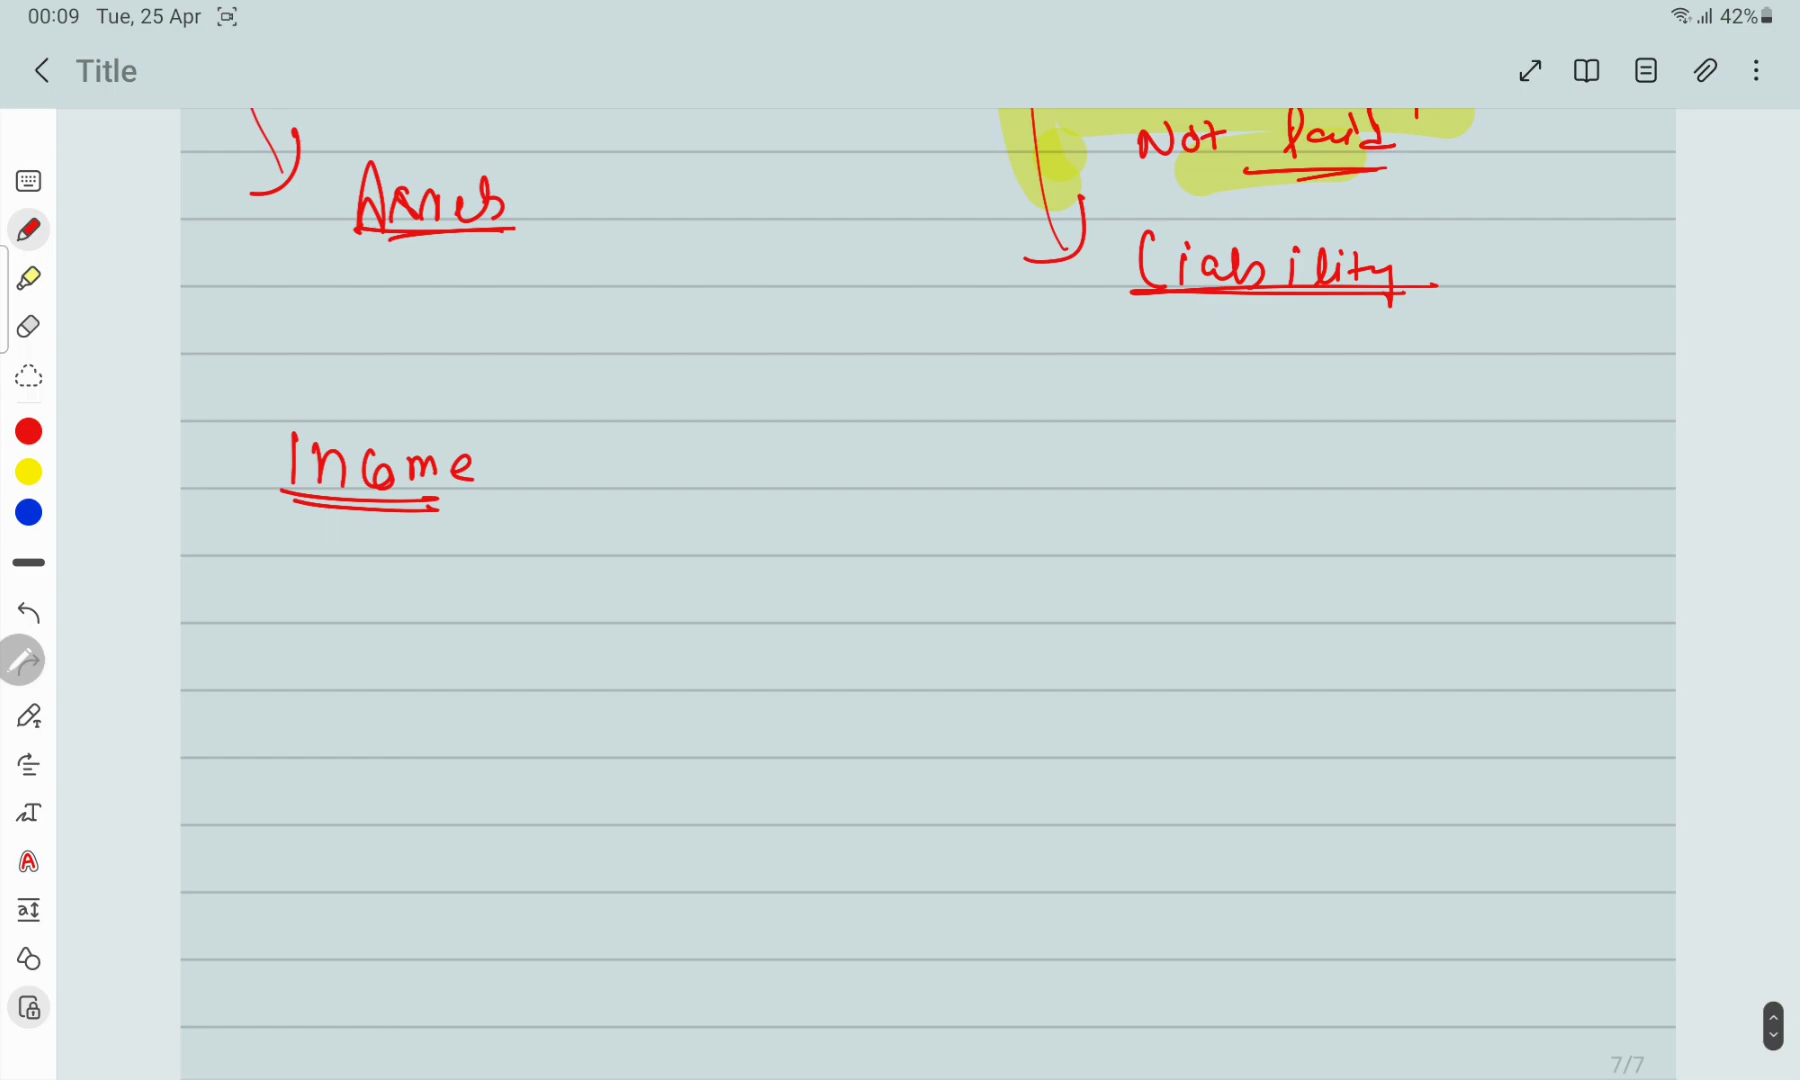 00:09 Tue, 25 Apr 42%
Title
Not Paid
Assets
Liability
Income
7/7